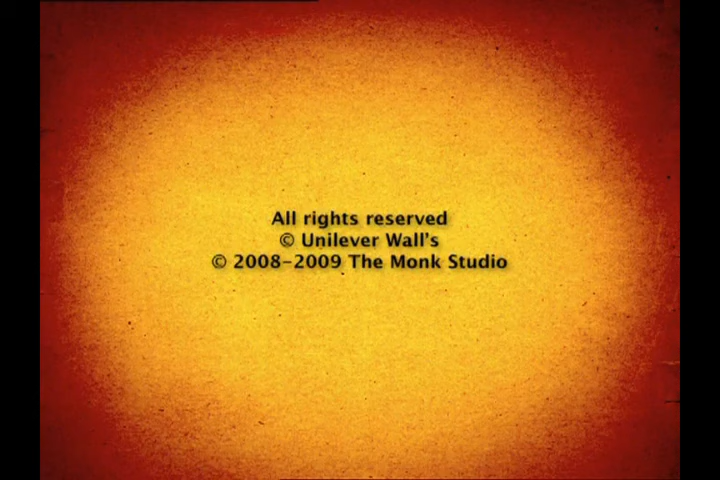 All rights reserved
© Unilever Wall's
© 2008-2009 The Monk Studio